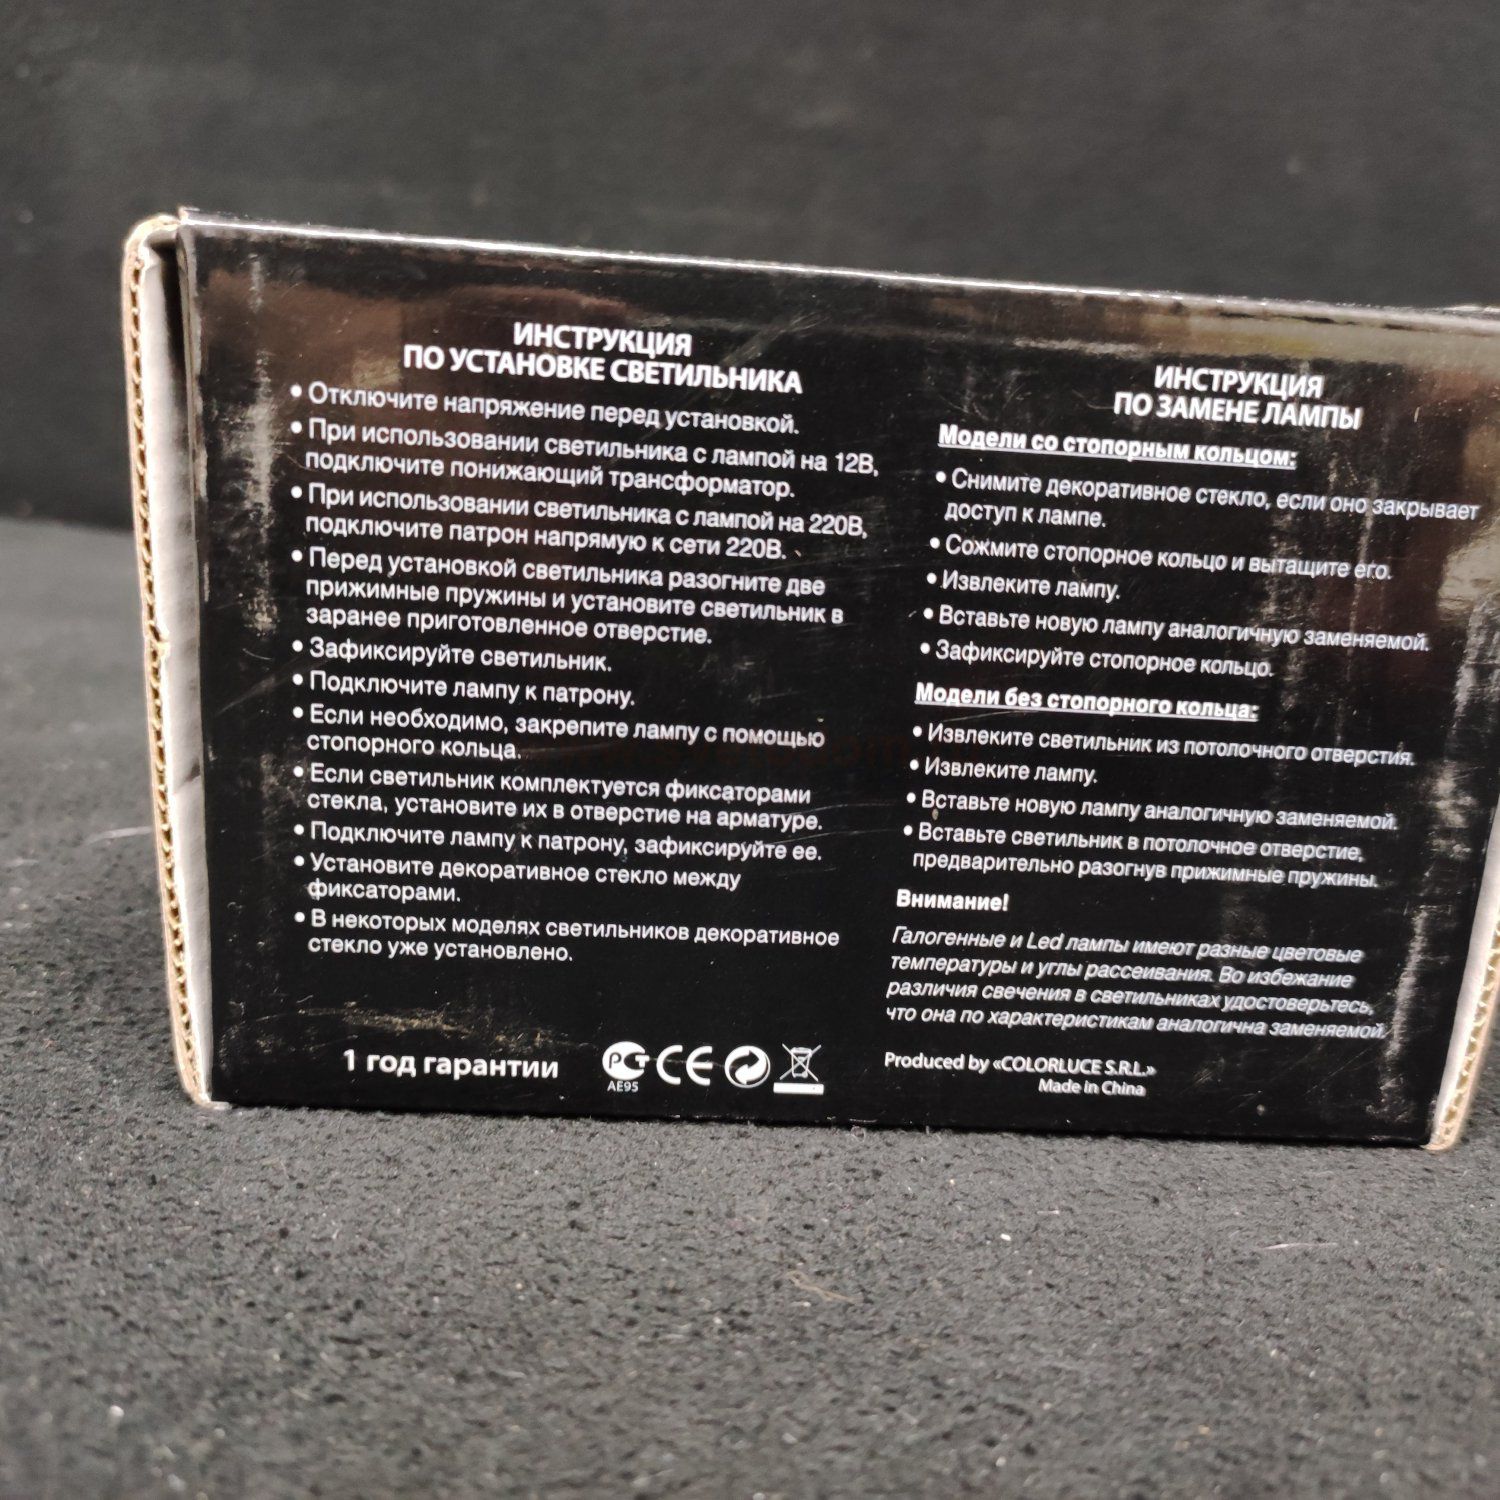 ИНСТРУКЦИЯ
ПО УСТАНОВКЕ СВЕТИЛЬНИКА
• Отключите напряжение перед установкой.
• При использовании светильника с лампой на 12В,
подключите понижающий трансформатор.
• При использовании светильника с лампой на 220В,
подключите патрон напрямую к сети 220В.
• Перед установкой светильника разогните две
прижимные пружины и установите светильник в
заранее приготовленное отверстие.
• Зафиксируйте светильник.
• Подключите лампу к патрону.
• Если необходимо, закрепите лампу с помощью
стопорного кольца.
• Если светильник комплектуется фиксаторами
стекла, установите их в отверстие на арматуре.
• Подключите лампу к патрону, зафиксируйте ее.
• Установите декоративное стекло между
фиксаторами.
• В некоторых моделях светильников декоративное
стекло уже установлено.
1 год гарантии
РСТ
АЕ95
CE
ИНСТРУКЦИЯ
ПО ЗАМЕНЕ ЛАМПЫ
Модели со стопорным кольцом:
• Снимите декоративное стекло, если оно закрывает
доступ к лампе.
• Сожмите стопорное кольцо и вытащите его.
• Извлеките лампу.
• Вставьте новую лампу аналогичную заменяемой.
• Зафиксируйте стопорное кольцо.
Модели без стопорного кольца:
• Извлеките светильник из потолочного отверстия.
• Извлеките лампу.
• Вставьте новую лампу аналогичную заменяемой.
• Вставьте светильник в потолочное отверстие,
предварительно разогнув прижимные пружины.
Внимание!
Галогенные и Led лампы имеют разные цветовые
температуры и углы рассеивания. Во избежание
различия свечения в светильниках удостоверьтесь,
что она по характеристикам аналогична заменяемой.
Produced by «COLORLUCE S.R.L.»
Made in China